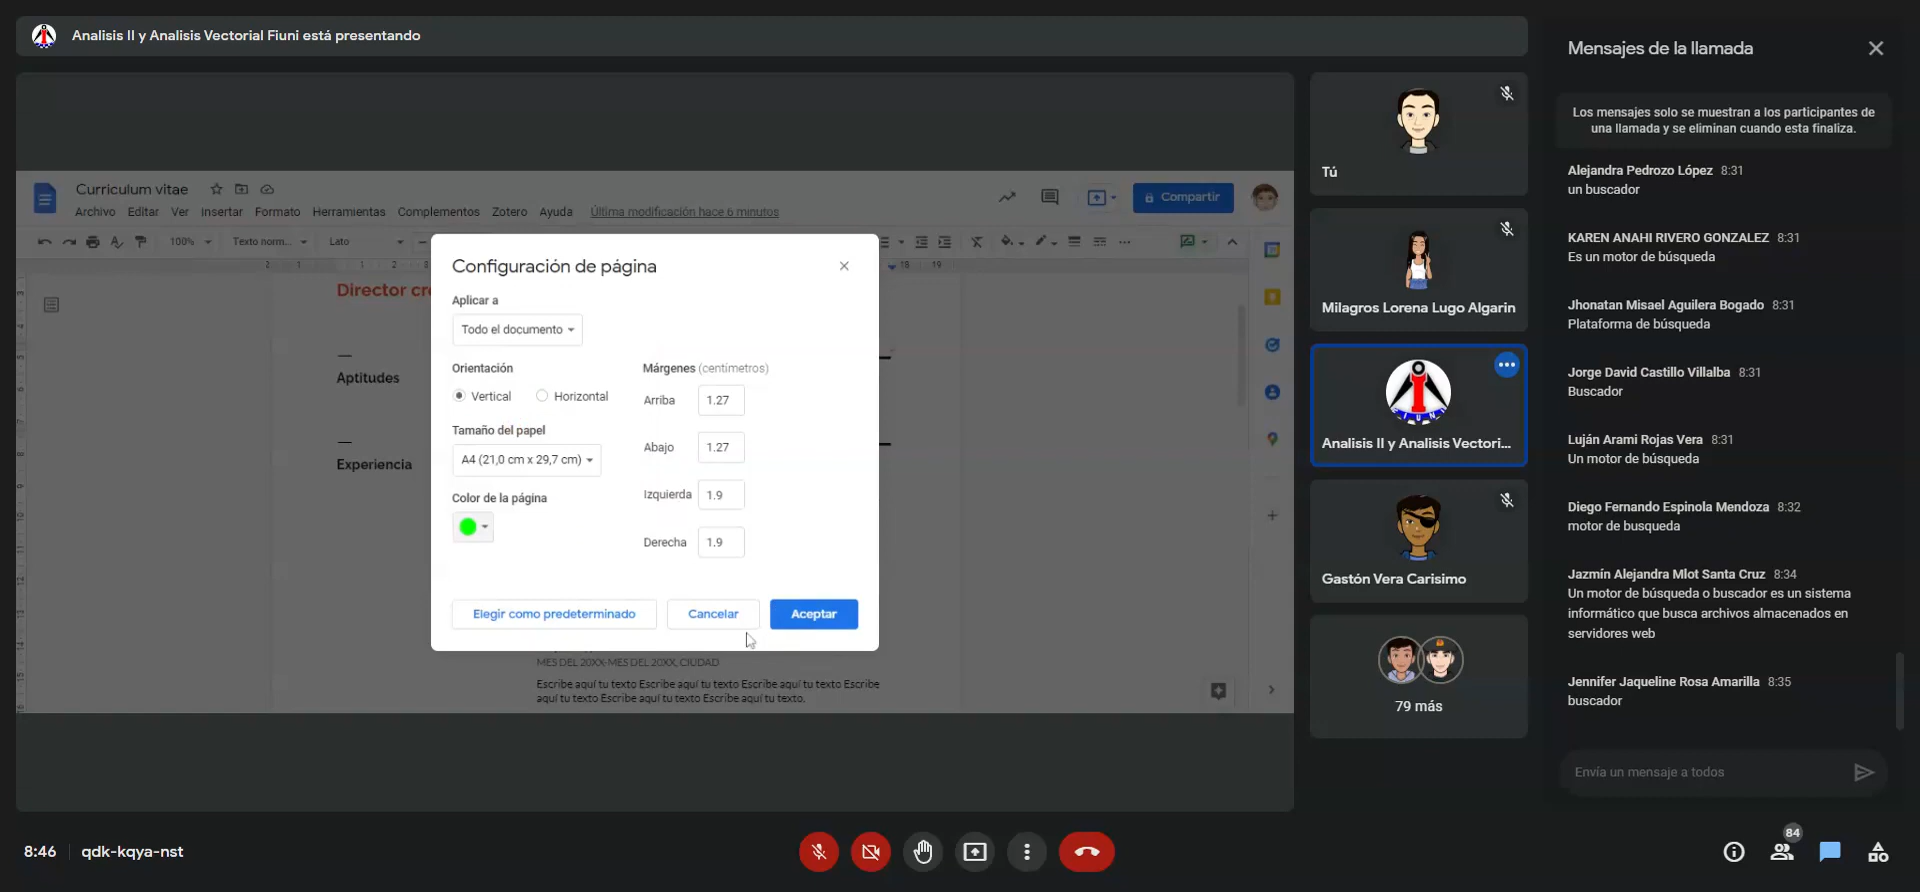 Analisis II y Analisis Vectorial Fiuni está presentando
Curriculum vitae
Archivo Editar Ver Insertar Formato Herramientas Complementos Zotero Ayuda Última modificación hace 6 minutos
Compartir
100% Texto norm... Lato
2 1 1 2 18 19
Director cr
Aptitudes
Experiencia
Configuración de página
Aplicar a
Todo el documento
Orientación
Vertical Horizontal
Tamaño del papel
A4 (21,0 cm x 29,7 cm)
Color de la página
Márgenes (centímetros)
Arriba 1.27
Abajo 1.27
Izquierda 1.9
Derecha 1.9
Elegir como predeterminado Cancelar Aceptar
MES DEL 20XX-MES DEL 20XX, CIUDAD
Escribe aquí tu texto Escribe aquí tu texto Escribe aquí tu texto Escribe
aquí tu texto Escribe aquí tu texto Escribe aquí tu texto.
Tú
Milagros Lorena Lugo Algarin
FIUNI
Analisis II y Analisis Vectori...
Gastón Vera Carisimo
79 más
Mensajes de la llamada
Los mensajes solo se muestran a los participantes de
una llamada y se eliminan cuando esta finaliza.
Alejandra Pedrozo López 8:31
un buscador
KAREN ANAHI RIVERO GONZALEZ 8:31
Es un motor de búsqueda
Jhonatan Misael Aguilera Bogado 8:31
Plataforma de búsqueda
Jorge David Castillo Villalba 8:31
Buscador
Luján Arami Rojas Vera 8:31
Un motor de búsqueda
Diego Fernando Espinola Mendoza 8:32
motor de busqueda
Jazmín Alejandra Mlot Santa Cruz 8:34
Un motor de búsqueda o buscador es un sistema
informático que busca archivos almacenados en
servidores web
Jennifer Jaqueline Rosa Amarilla 8:35
buscador
Envía un mensaje a todos
8:46 qdk-kqya-nst
84